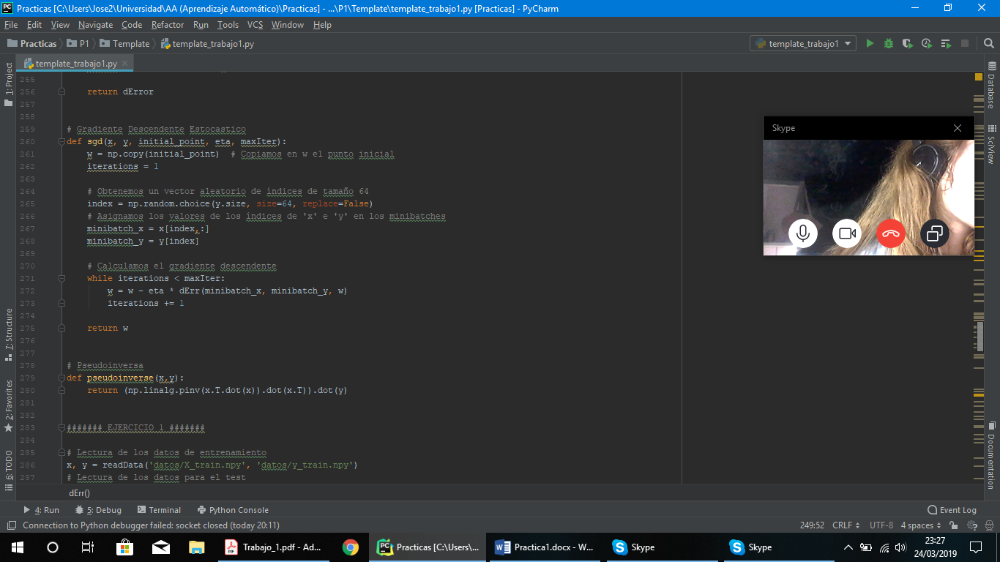 Practicas [C:\Users\Jose2\Universidad\AA (Aprendizaje Automático)\Practicas] - ...\P1\Template\template_trabajo1.py [Practicas] - PyCharm
File Edit View Navigate Code Refactor Run Tools VCS Window Help
Practicas P1 Template template_trabajo1.py template_trabajo1
template_trabajo1.py
1: Project
7: Structure
2: Favorites
6: TODO
255
256 return dError
257
258
259 # Gradiente Descendente Estocastico
260 def sgd(x, y, initial_point, eta, maxIter):
261 w = np.copy(initial_point) # Copiamos en w el punto inicial
262 iterations = 1
263
264 # Obtenemos un vector aleatorio de índices de tamaño 64
265 index = np.random.choice(y.size, size=64, replace=False)
266 # Asignamos los valores de los indices de 'x' e 'y' en los minibatches
267 minibatch_x = x[index,:]
268 minibatch_y = y[index]
269
270 # Calculamos el gradiente descendente
271 while iterations < maxIter:
272 w = w - eta * dErr(minibatch_x, minibatch_y, w)
273 iterations += 1
274
275 return w
276
277
278 # Pseudoinversa
279 def pseudoinverse(x,y):
280 return (np.linalg.pinv(x.T.dot(x)).dot(x.T)).dot(y)
281
282
283 ####### EJERCICIO 1 #######
284
285 # Lectura de los datos de entrenamiento
286 x, y = readData('datos/X_train.npy', 'datos/y_train.npy')
287 # Lectura de los datos para el test
Skype
Database
SciView
Documentation
dErr()
4: Run 5: Debug Terminal Python Console Event Log
Connection to Python debugger failed: socket closed (today 20:11) 249:52 CRLF UTF-8 4 spaces
Trabajo_1.pdf - Ad... Practicas [C:\Users\... Practica1.docx - W... Skype Skype 23:27
24/03/2019